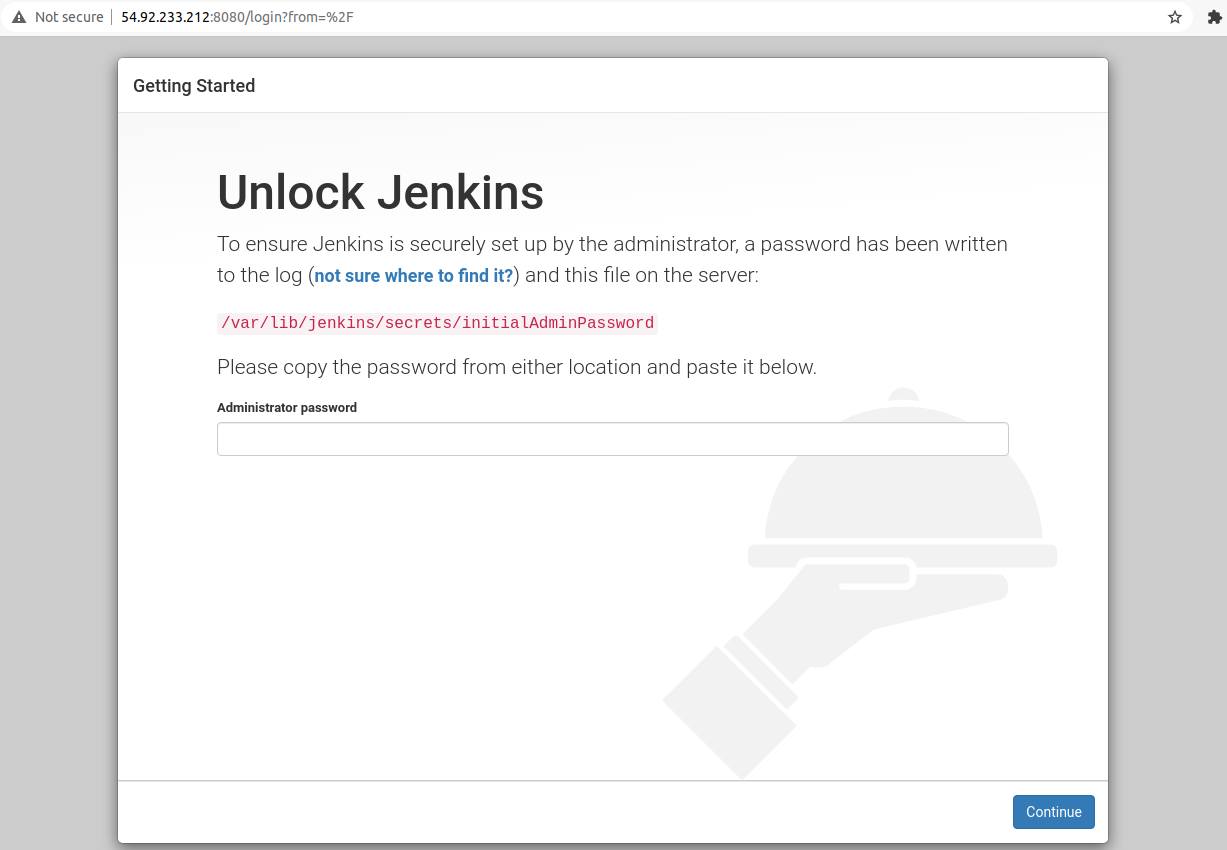 Not secure | 54.92.233.212:8080/login?from=%2F
Getting Started
Unlock Jenkins
To ensure Jenkins is securely set up by the administrator, a password has been written
to the log (not sure where to find it?) and this file on the server:
/var/lib/jenkins/secrets/initialAdminPassword
Please copy the password from either location and paste it below.
Administrator password
Continue